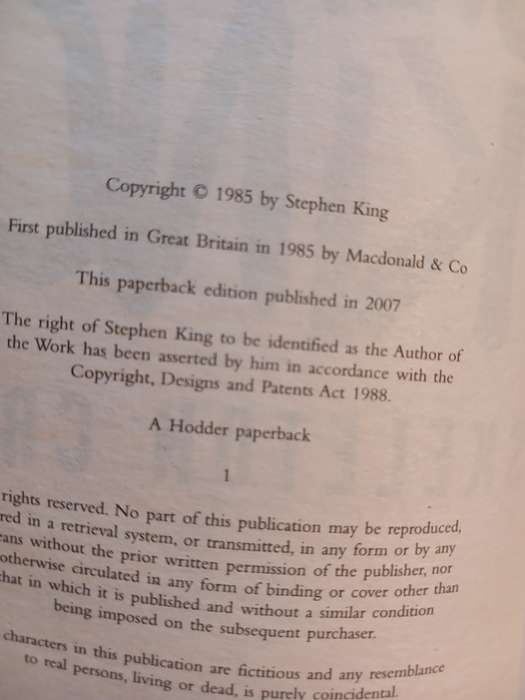 Copyright © 1985 by Stephen King
First published in Great Britain in 1985 by Macdonald & Co
This paperback edition published in 2007
The right of Stephen King to be identified as the Author of
the Work has been asserted by him in accordance with the
Copyright, Designs and Patents Act 1988.
A Hodder paperback
1
rights reserved. No part of this publication may be reproduced,
red in a retrieval system, or transmitted, in any form or by any
eans without the prior written permission of the publisher, nor
otherwise circulated in any form of binding or cover other than
that in which it is published and without a similar condition
being imposed on the subsequent purchaser.
characters in this publication are fictitious and any resemblance
to real persons, living or dead, is purely coincidental.